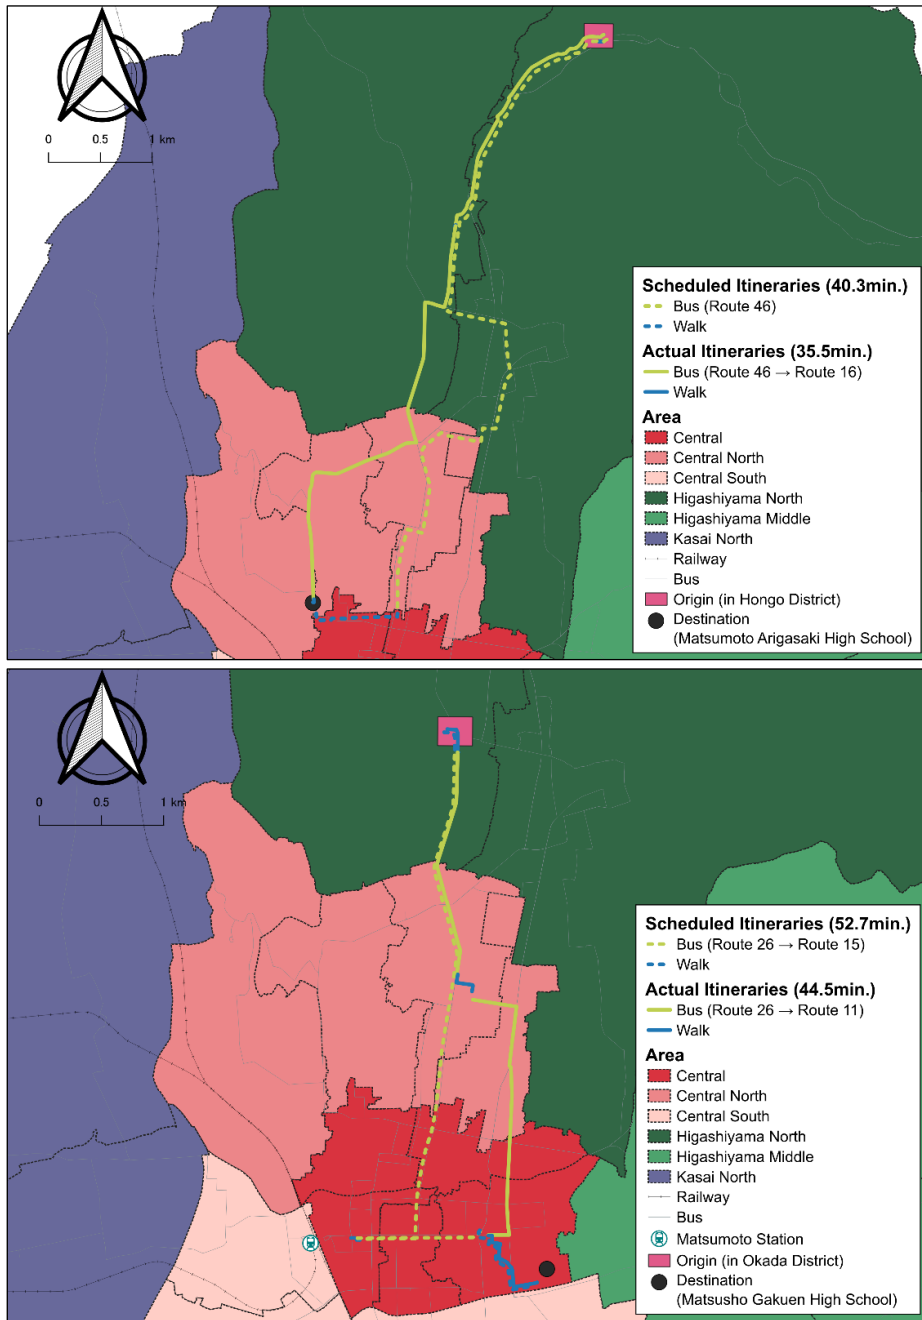 0 0.5 1 km
Scheduled Itineraries (40.3min.)
Bus (Route 46)
Walk
Actual Itineraries (35.5min.)
Bus (Route 46 → Route 16)
Walk
Area
Central
Central North
Central South
Higashiyama North
Higashiyama Middle
Kasai North
Railway
Bus
Origin (in Hongo District)
Destination
(Matsumoto Arigasaki High School)
0 0.5 1 km
Scheduled Itineraries (52.7min.)
Bus (Route 26 → Route 15)
Walk
Actual Itineraries (44.5min.)
Bus (Route 26 → Route 11)
Walk
Area
Central
Central North
Central South
Higashiyama North
Higashiyama Middle
Kasai North
Railway
Bus
Matsumoto Station
Origin (in Okada District)
Destination
(Matsusho Gakuen High School)